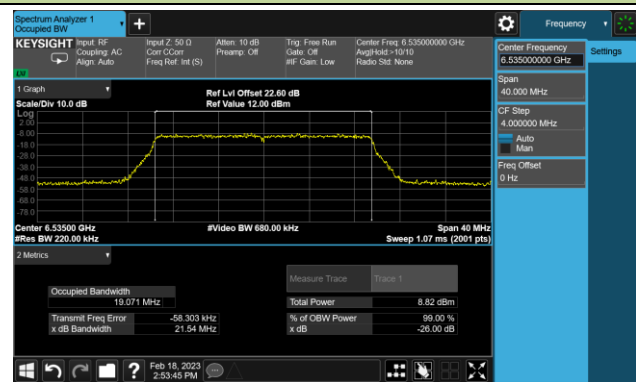 Spectrum Analyzer 1
Occupied BW
Frequency
KEYSIGHT
Input: RF
Coupling: AC
Align: Auto
Input Z: 50 Ω
Corr CCorr
Freq Ref: Int (S)
Atten: 10 dB
Preamp: Off
Trig: Free Run
Gate: Off
#IF Gain: Low
Center Freq: 6.535000000 GHz
Avg|Hold:>10/10
Radio Std: None
Center Frequency
6.535000000 GHz
Settings
Span
40.000 MHz
CF Step
4.000000 MHz
Auto
Man
Freq Offset
0 Hz
1 Graph
Scale/Div 10.0 dB
Ref Lvl Offset 22.60 dB
Ref Value 12.00 dBm
Log
2.00
-8.00
-18.0
-28.0
-38.0
-48.0
-58.0
-68.0
-78.0
Center 6.53500 GHz
#Video BW 680.00 kHz
Span 40 MHz
#Res BW 220.00 kHz
Sweep 1.07 ms (2001 pts)
2 Metrics
Measure Trace
Trace 1
Occupied Bandwidth
19.071 MHz
Total Power
8.82 dBm
Transmit Freq Error
-58.303 kHz
% of OBW Power
99.00 %
x dB Bandwidth
21.54 MHz
x dB
-26.00 dB
?
Feb 18, 2023
2:53:45 PM